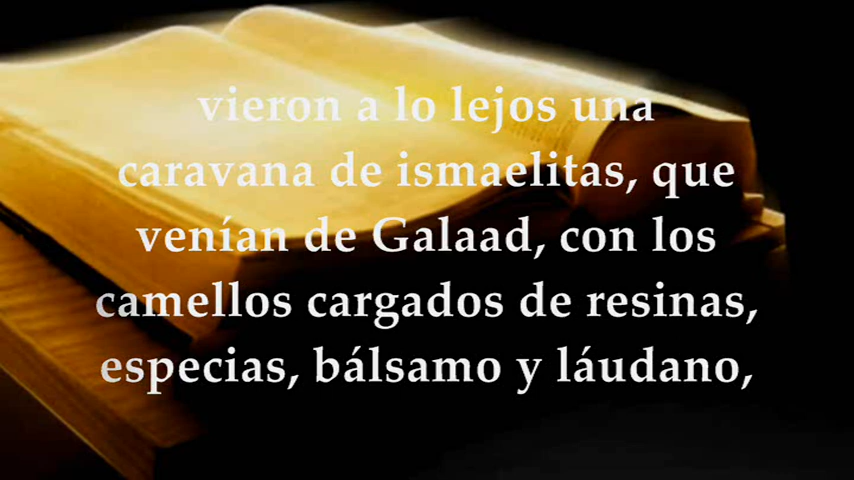 vieron a lo lejos una
caravana de ismaelitas, que
venían de Galaad, con los
camellos cargados de resinas,
especias, bálsamo y láudano,